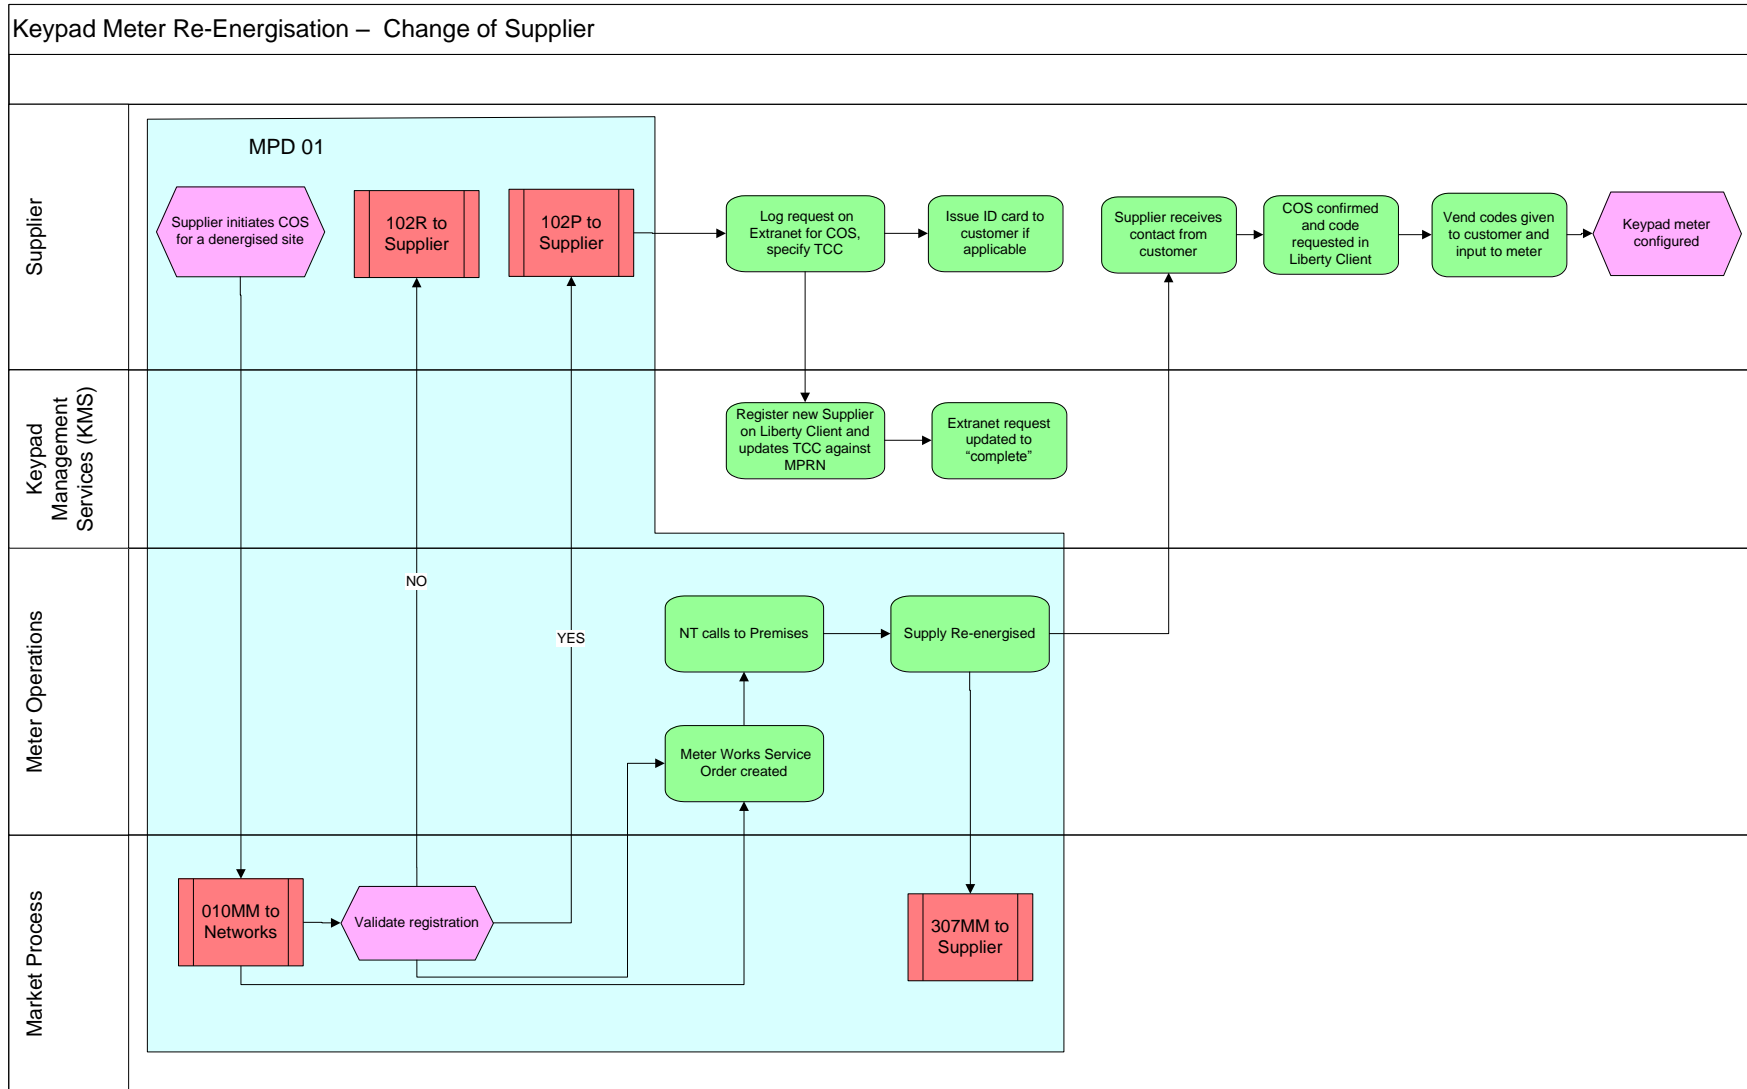 Keypad Meter Re-Energisation – Change of Supplier
Supplier
MPD 01
Supplier initiates COS
for a denergised site
102R to
Supplier
102P to
Supplier
Log request on
Extranet for COS,
specify TCC
Issue ID card to
customer if
applicable
Supplier receives
contact from
customer
COS confirmed
and code
requested in
Liberty Client
Vend codes given
to customer and
input to meter
Keypad meter
configured
Keypad
Management
Services (KMS)
Register new Supplier
on Liberty Client and
updates TCC against
MPRN
Extranet request
updated to
“complete”
Meter Operations
NO
YES
NT calls to Premises
Supply Re-energised
Meter Works Service
Order created
Market Process
010MM to
Networks
Validate registration
307MM to
Supplier